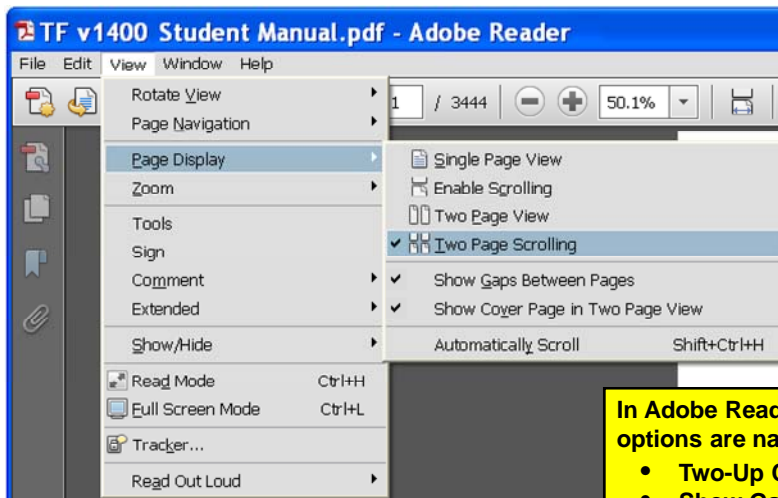 TF v1400 Student Manual.pdf - Adobe Reader
File Edit View Window Help
1 / 3444 50.1%
Rotate View
Page Navigation
Page Display
Zoom
Tools
Sign
Comment
Extended
Show/Hide
Read Mode Ctrl+H
Full Screen Mode Ctrl+L
Tracker...
Read Out Loud
Single Page View
Enable Scrolling
Two Page View
Two Page Scrolling
Show Gaps Between Pages
Show Cover Page in Two Page View
Automatically Scroll Shift+Ctrl+H
In Adobe Read
options are na
• Two-Up